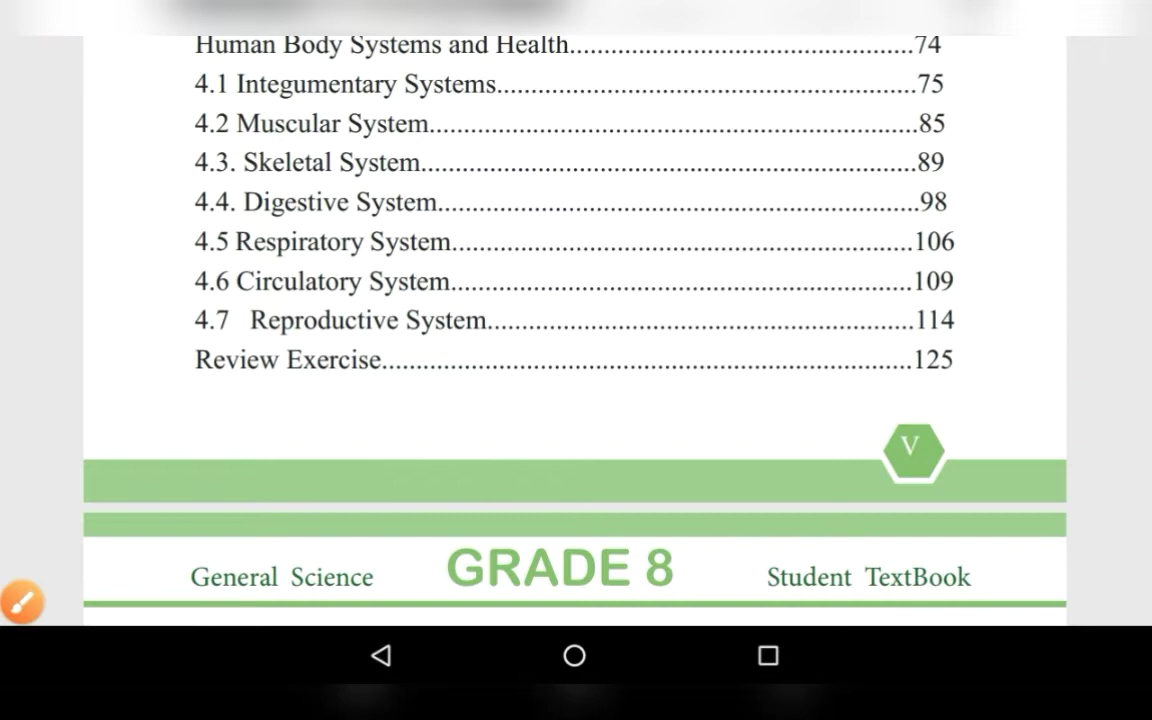 Human Body Systems and Health..................................................74
4.1 Integumentary Systems.............................................................75
4.2 Muscular System.......................................................................85
4.3. Skeletal System........................................................................89
4.4. Digestive System......................................................................98
4.5 Respiratory System...................................................................106
4.6 Circulatory System...................................................................109
4.7 Reproductive System..............................................................114
Review Exercise.............................................................................125
V
General Science GRADE 8 Student TextBook